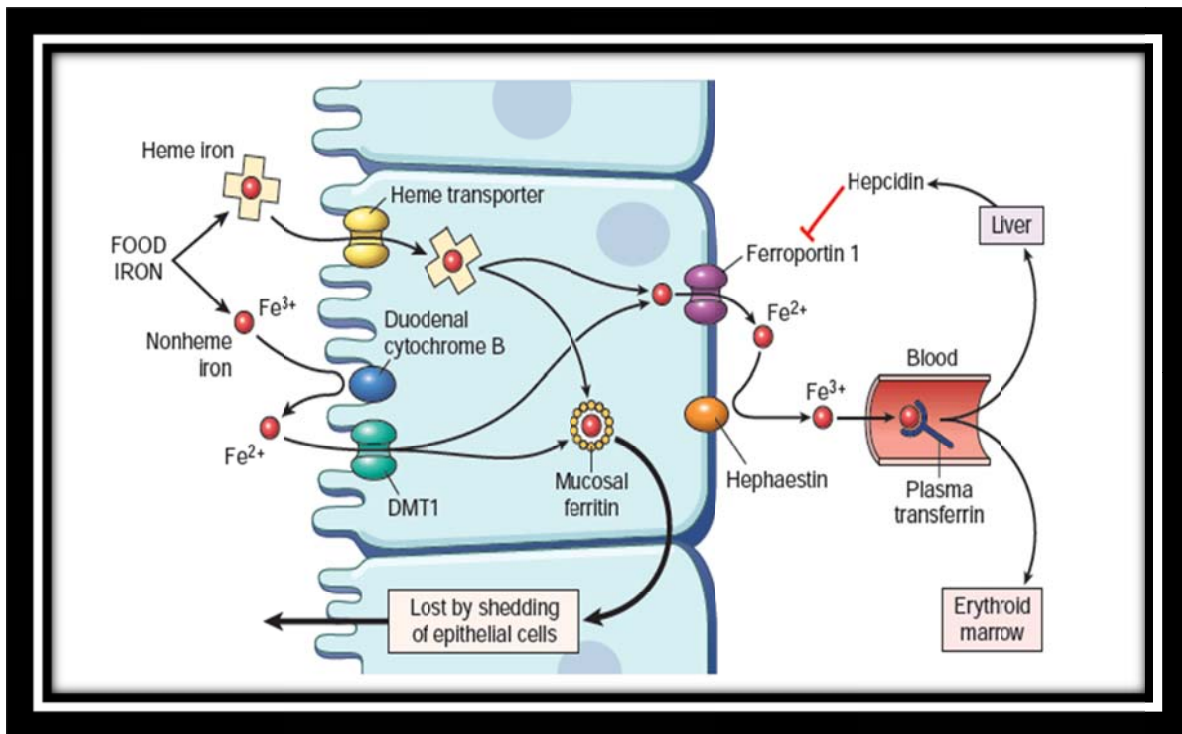 Heme iron
Heme transporter
FOOD
IRON
Fe3+
Nonheme
iron
Duodenal
cytochrome B
Fe2+
DMT1
Mucosal
ferritin
Lost by shedding
of epithelial cells
Hepcidin
Liver
Ferroportin 1
Fe2+
Hephaestin
Fe3+
Blood
Plasma
transferrin
Erythroid
marrow